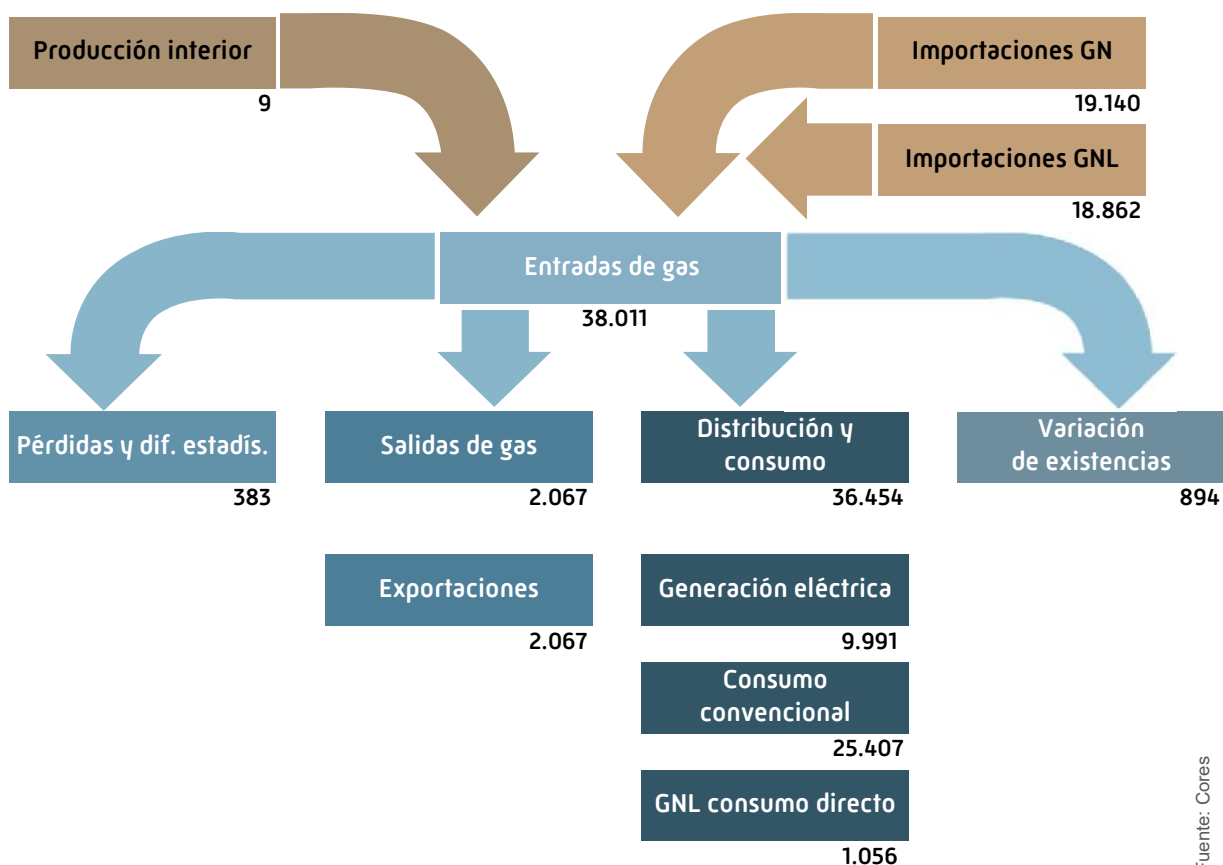 Producción interior
9
Importaciones GN
19.140
Importaciones GNL
18.862
Entradas de gas
38.011
Pérdidas y dif. estadís.
383
Salidas de gas
2.067
Distribución y
consumo
36.454
Variación
de existencias
894
Exportaciones
2.067
Generación eléctrica
9.991
Consumo
convencional
25.407
GNL consumo directo
1.056
Fuente: Cores